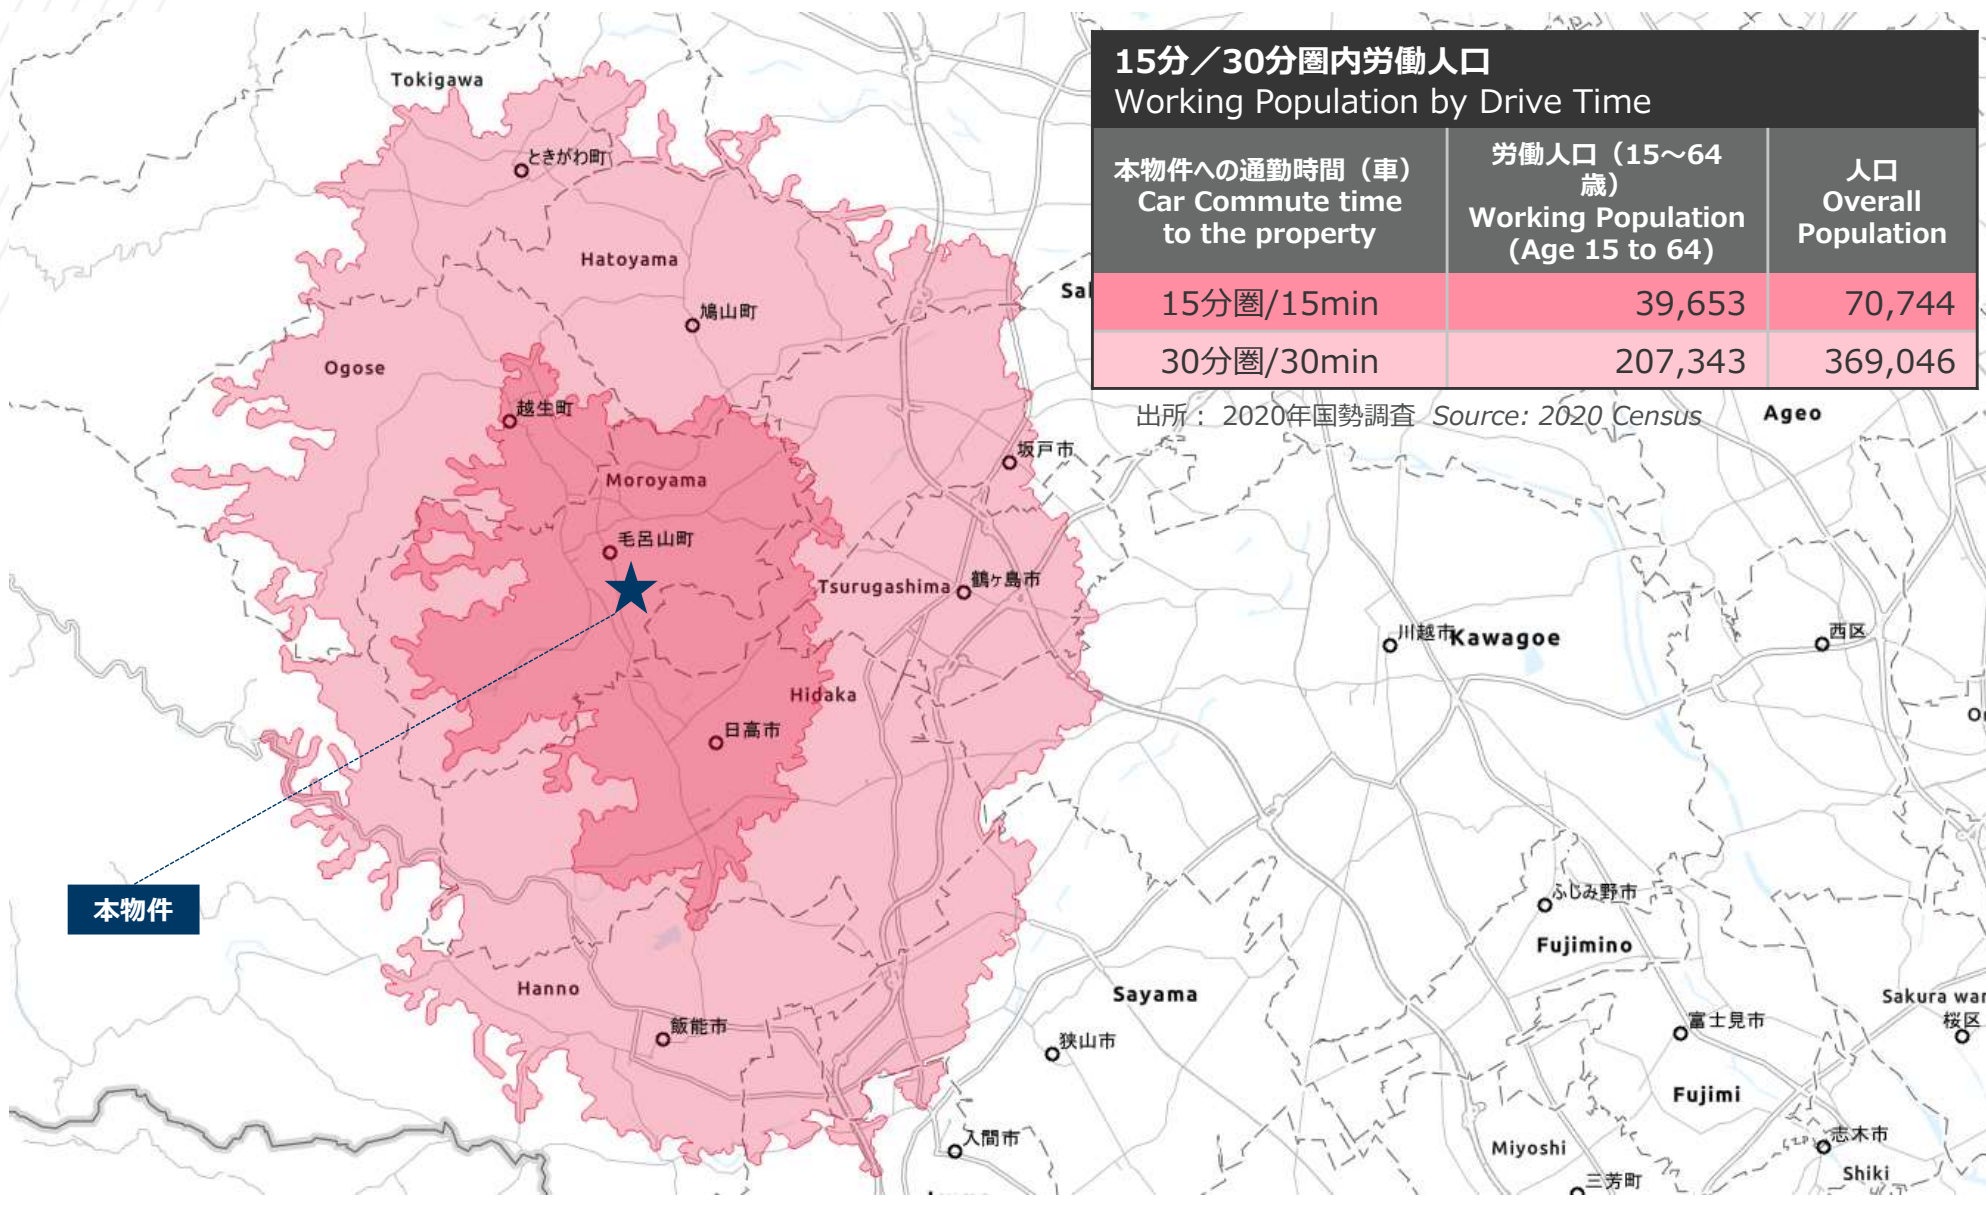 15分／30分圏内労働人口
Working Population by Drive Time
本物件への通勤時間（車）
Car Commute time
to the property
労働人口（15～64
歳）
Working Population
(Age 15 to 64)
人口
Overall
Population
15分圏/15min
39,653
70,744
30分圏/30min
207,343
369,046
出所： 2020年国勢調査 Source: 2020 Census
Tokigawa
ときがわ町
Hatoyama
鳩山町
Ogose
越生町
Ageo
坂戸市
Moroyama
毛呂山町
Tsurugashima
鶴ヶ島市
川越市
Kawagoe
西区
Hidaka
日高市
本物件
ふじみ野市
Fujimino
Hanno
飯能市
Sayama
狭山市
Sakura war
桜区
富士見市
Fujimi
入間市
Miyoshi
三芳町
志木市
Shiki